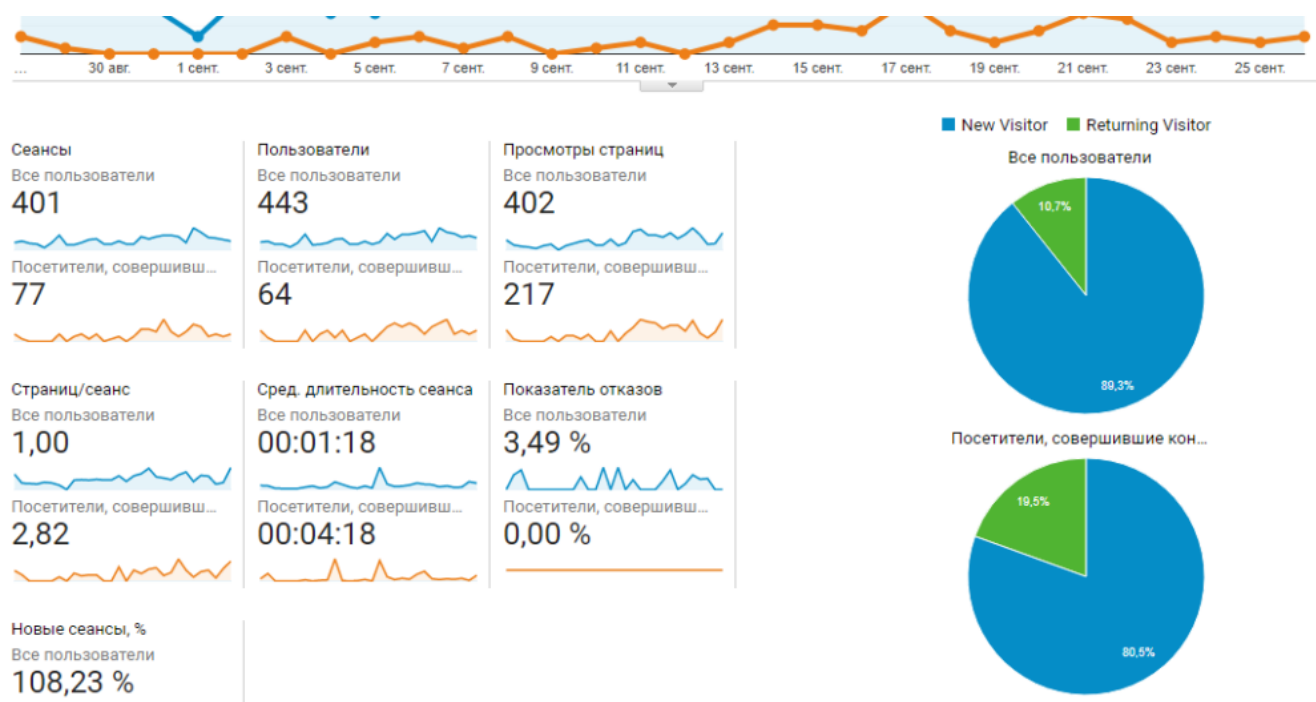 ...
30 авг.
1 сент.
3 сент.
5 сент.
7 сент.
9 сент.
11 сент.
13 сент.
15 сент.
17 сент.
19 сент.
21 сент.
23 сент.
25 сент.
New Visitor
Returning Visitor
Сеансы
Все пользователи
401
Посетители, совершивш...
77
Пользователи
Все пользователи
443
Посетители, совершивш...
64
Просмотры страниц
Все пользователи
402
Посетители, совершивш...
217
Страниц/сеанс
Все пользователи
1,00
Посетители, совершивш...
2,82
Сред. длительность сеанса
Все пользователи
00:01:18
Посетители, совершивш...
00:04:18
Показатель отказов
Все пользователи
3,49 %
Посетители, совершивш...
0,00 %
Новые сеансы, %
Все пользователи
108,23 %
Все пользователи
10,7%
89,3%
Посетители, совершившие кон...
19,5%
80,5%